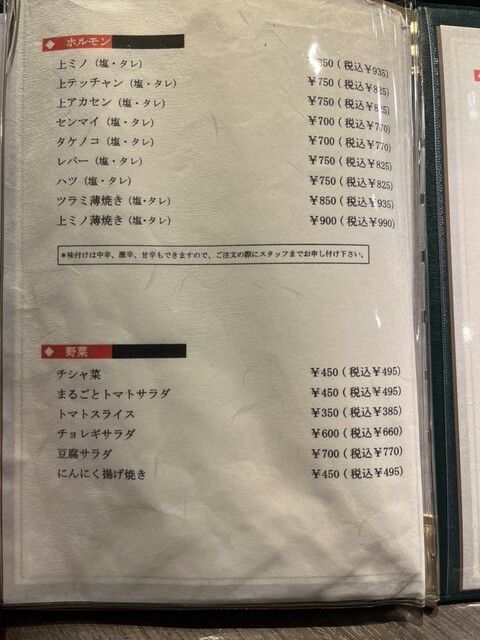 ◆ ホルモン
上ミノ（塩・タレ） ¥850（税込¥935）
上テッチャン（塩・タレ） ¥750（税込¥825）
上アカセン（塩・タレ） ¥750（税込¥825）
センマイ（塩・タレ） ¥700（税込¥770）
タケノコ（塩・タレ） ¥700（税込¥770）
レバー（塩・タレ） ¥750（税込¥825）
ハツ（塩・タレ） ¥750（税込¥825）
ツラミ薄焼き（塩・タレ） ¥850（税込¥935）
上ミノ薄焼き（塩・タレ） ¥900（税込¥990）
*味付けは中辛、激辛、甘辛もできますので、ご注文の際にスタッフまでお申し付け下さい。
◆ 野菜
チシャ菜 ¥450（税込¥495）
まるごとトマトサラダ ¥450（税込¥495）
トマトスライス ¥350（税込¥385）
チョレギサラダ ¥600（税込¥660）
豆腐サラダ ¥700（税込¥770）
にんにく揚げ焼き ¥450（税込¥495）